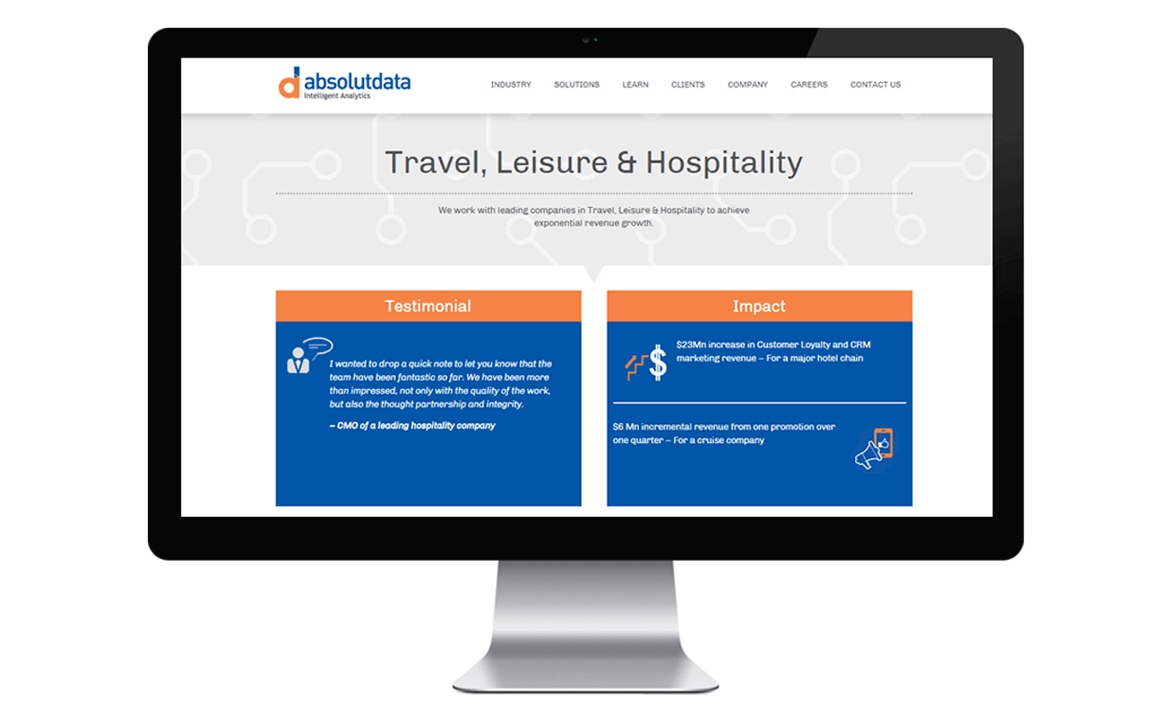 absolutdata
Intelligent Analytics
INDUSTRY SOLUTIONS LEARN CLIENTS COMPANY CAREERS CONTACT US
Travel, Leisure & Hospitality
We work with leading companies in Travel, Leisure & Hospitality to achieve
exponential revenue growth.
Testimonial
I wanted to drop a quick note to let you know that the
team have been fantastic so far. We have been more
than impressed, not only with the quality of the work,
but also the thought partnership and integrity.
– CMO of a leading hospitality company
Impact
$
$23Mn increase in Customer Loyalty and CRM
marketing revenue – For a major hotel chain
$6 Mn incremental revenue from one promotion over
one quarter – For a cruise company